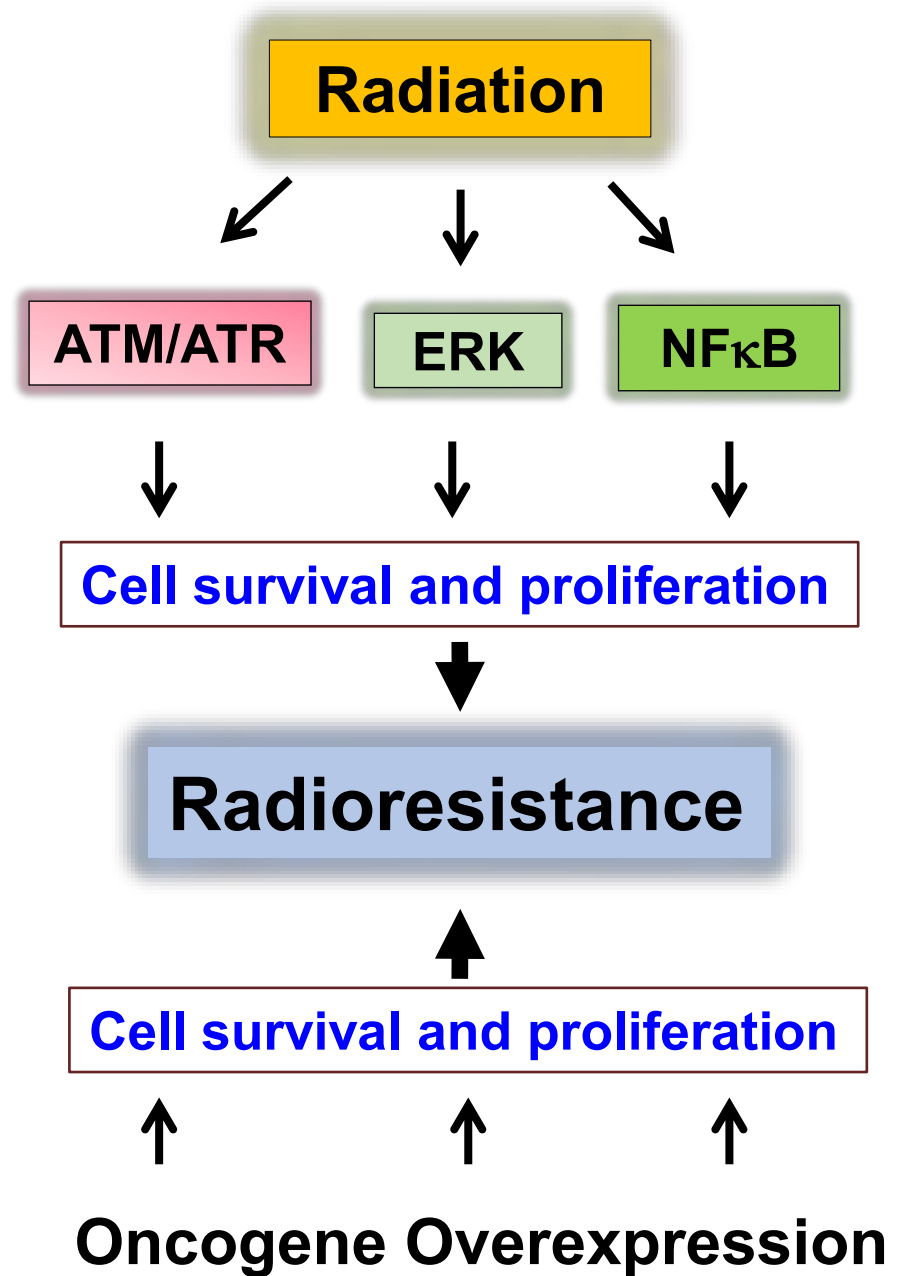 Radiation
ATM/ATR ERK NFκB
Cell survival and proliferation
Radioresistance
Cell survival and proliferation
Oncogene Overexpression